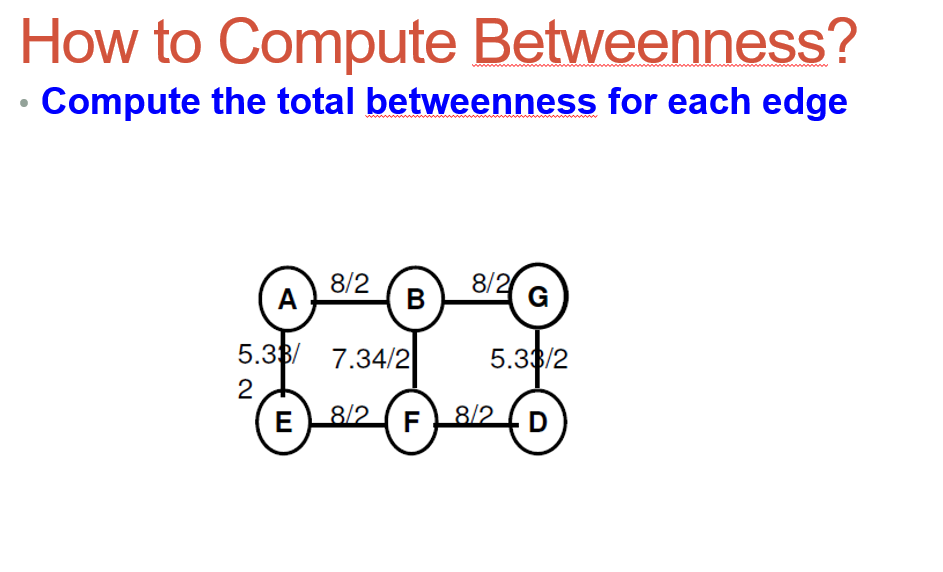 How to Compute Betweenness?
• Compute the total betweenness for each edge
8/2 8/2
A B G
5.33/ 7.34/2 5.33/2
2
8/2 8/2
E F D